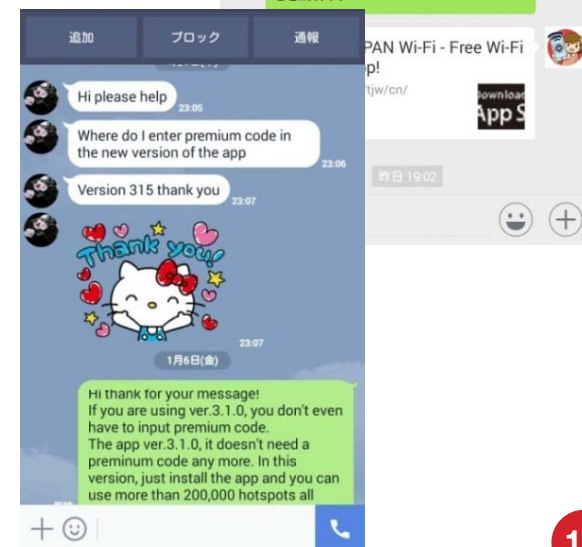 追加 ブロック 通報
Hi please help
23:05
Where do I enter premium code in
the new version of the app
23:06
Version 315 thank you
23:07
Thank you!
23:07
1月6日(金)
Hi thank for your message!
If you are using ver.3.1.0, you don't even
have to input premium code.
The app ver.3.1.0, it doesn't need a
preminum code any more. In this
version, just install the app and you can
use more than 200,000 hotspots all
PAN Wi-Fi - Free Wi-Fi
p!
/tjw/cn/
ownloa
App S
昨日 19:02
1